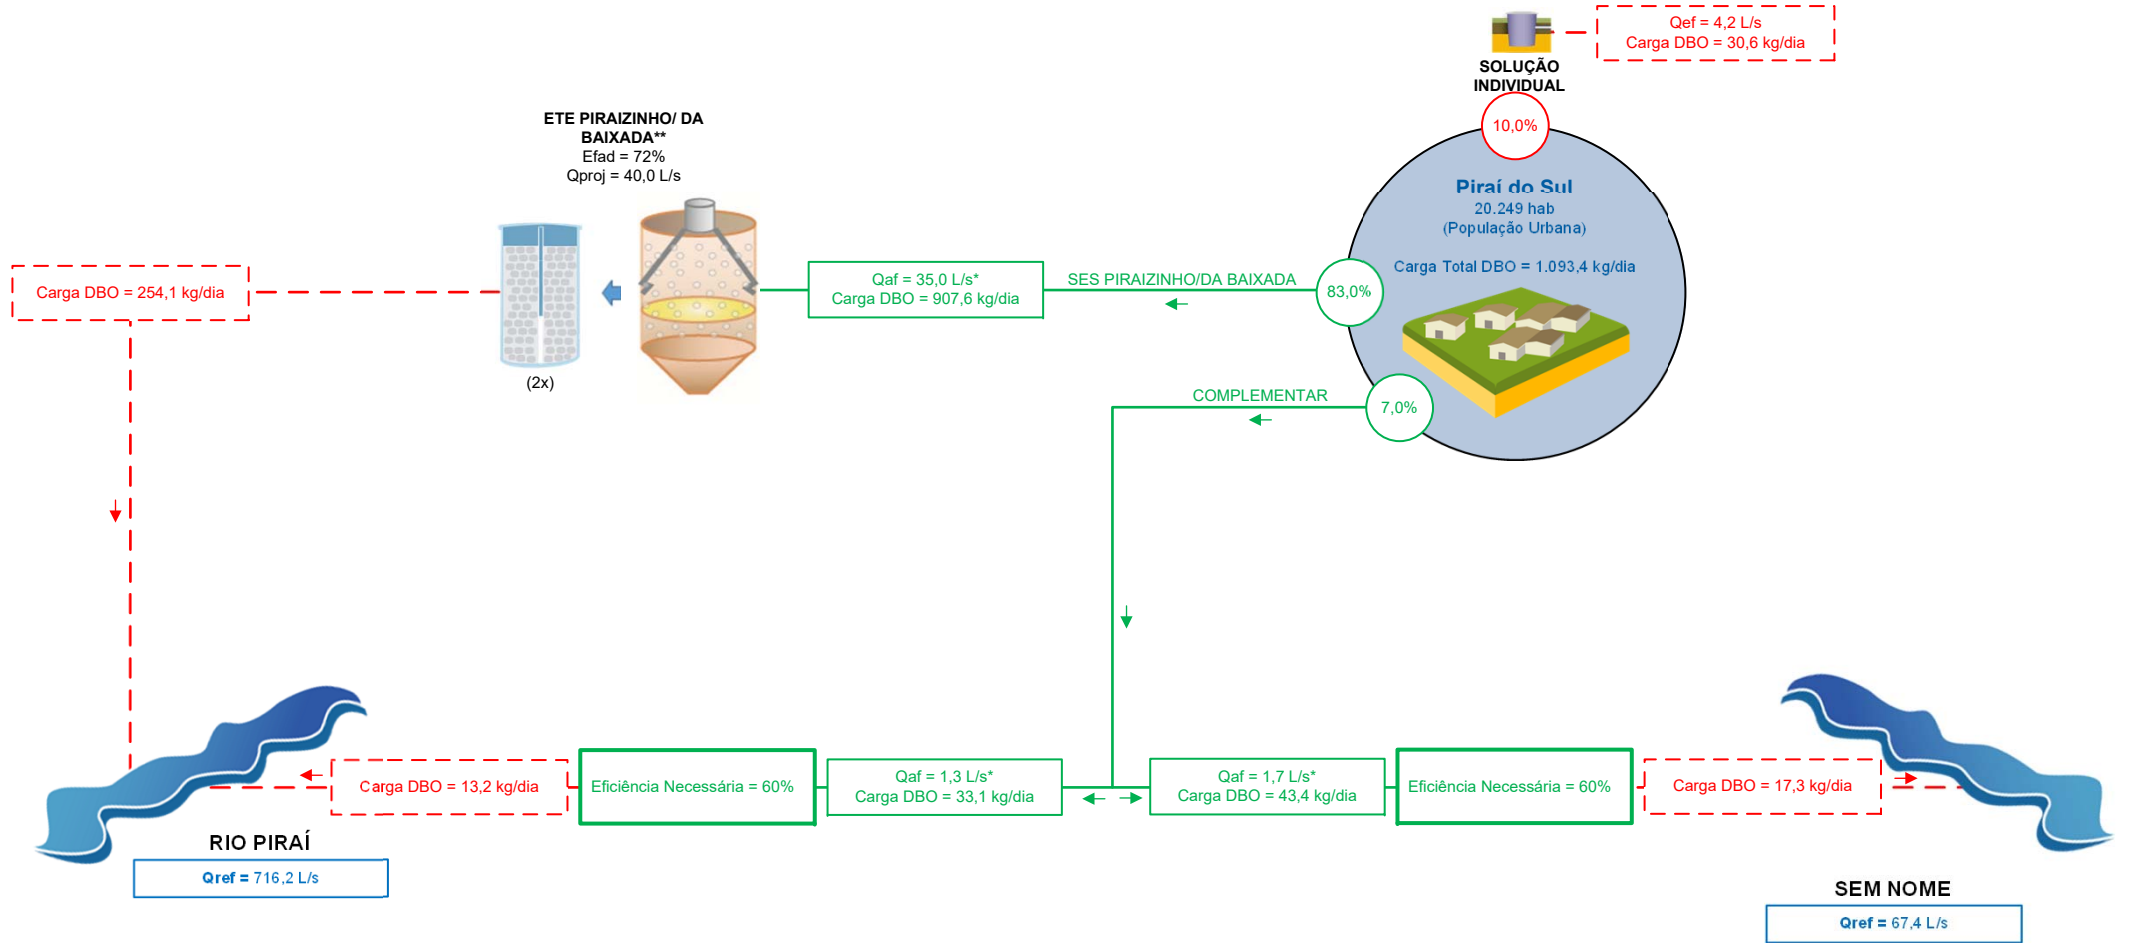 Qef = 4,2 L/s
Carga DBO = 30,6 kg/dia
SOLUÇÃO
INDIVIDUAL
10,0%
ETE PIRAIZINHO/ DA
BAIXADA**
Efad = 72%
Qproj = 40,0 L/s
Piraí do Sul
20.249 hab
(População Urbana)
Carga Total DBO = 1.093,4 kg/dia
Carga DBO = 254,1 kg/dia
Qaf = 35,0 L/s*
Carga DBO = 907,6 kg/dia
SES PIRAIZINHO/DA BAIXADA
83,0%
(2x)
COMPLEMENTAR
7,0%
Carga DBO = 13,2 kg/dia
Eficiência Necessária = 60%
Qaf = 1,3 L/s*
Carga DBO = 33,1 kg/dia
Qaf = 1,7 L/s*
Carga DBO = 43,4 kg/dia
Eficiência Necessária = 60%
Carga DBO = 17,3 kg/dia
RIO PIRAÍ
Qref = 716,2 L/s
SEM NOME
Qref = 67,4 L/s